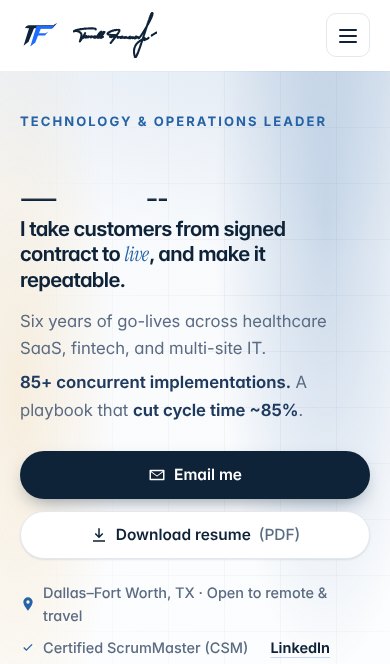 TF
TECHNOLOGY & OPERATIONS LEADER
I take customers from signed
contract to live, and make it
repeatable.
Six years of go-lives across healthcare
SaaS, fintech, and multi-site IT.
85+ concurrent implementations. A
playbook that cut cycle time ~85%.
Email me
Download resume (PDF)
Dallas–Fort Worth, TX · Open to remote &
travel
Certified ScrumMaster (CSM) LinkedIn